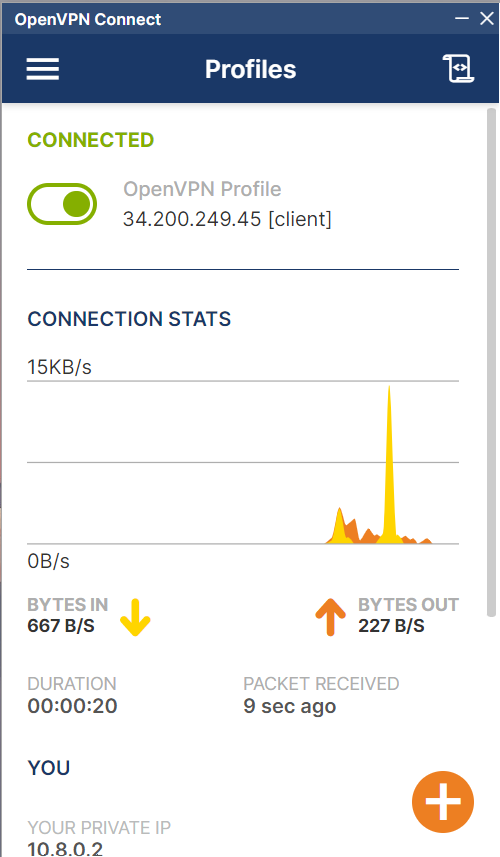 OpenVPN Connect
Profiles
CONNECTED
OpenVPN Profile
34.200.249.45 [client]
CONNECTION STATS
15KB/s
0B/s
BYTES IN
667 B/S
BYTES OUT
227 B/S
DURATION
00:00:20
PACKET RECEIVED
9 sec ago
YOU
YOUR PRIVATE IP
10.8.0.2